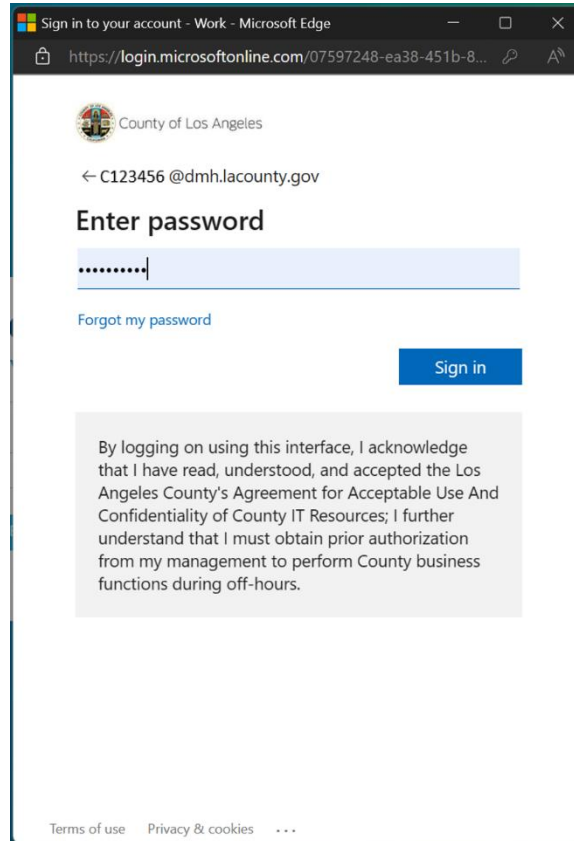 Sign in to your account - Work - Microsoft Edge
https://login.microsoftonline.com/07597248-ea38-451b-8...
County of Los Angeles
C123456 @dmh.lacounty.gov
Enter password
••••••••••
Forgot my password
Sign in
By logging on using this interface, I acknowledge
that I have read, understood, and accepted the Los
Angeles County's Agreement for Acceptable Use And
Confidentiality of County IT Resources; I further
understand that I must obtain prior authorization
from my management to perform County business
functions during off-hours.
Terms of use Privacy & cookies ...